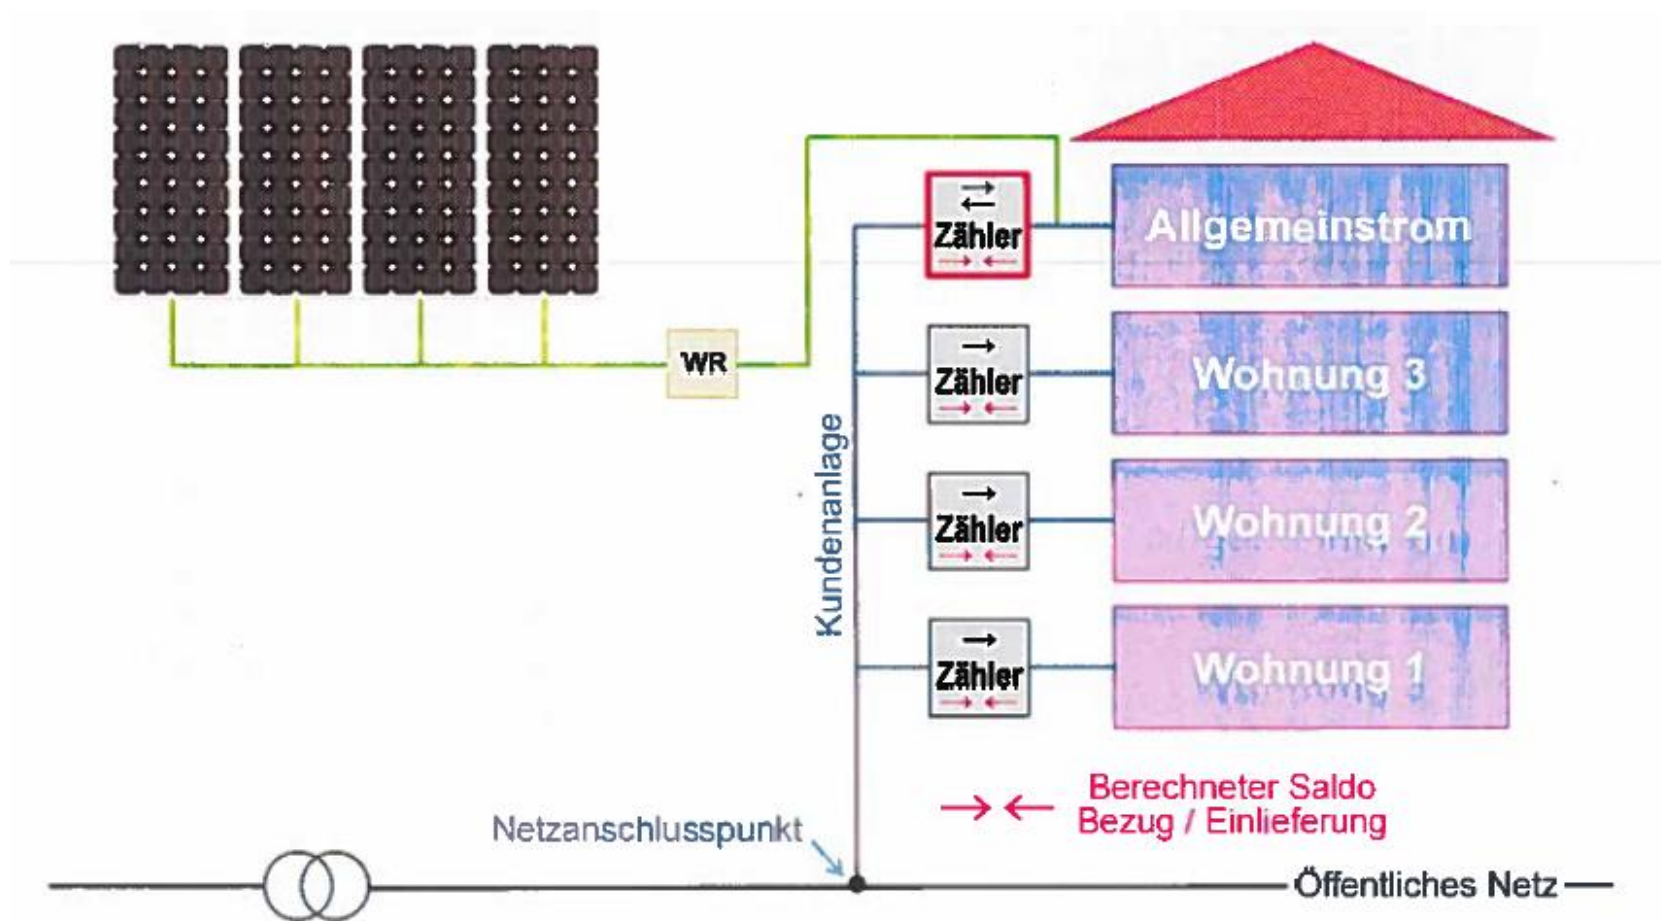 Zähler
Allgemeinstrom
WR
Zähler
Wohnung 3
Kundenanlage
Zähler
Wohnung 2
Zähler
Wohnung 1
Berechneter Saldo
Bezug / Einlieferung
Netzanschlusspunkt
Öffentliches Netz